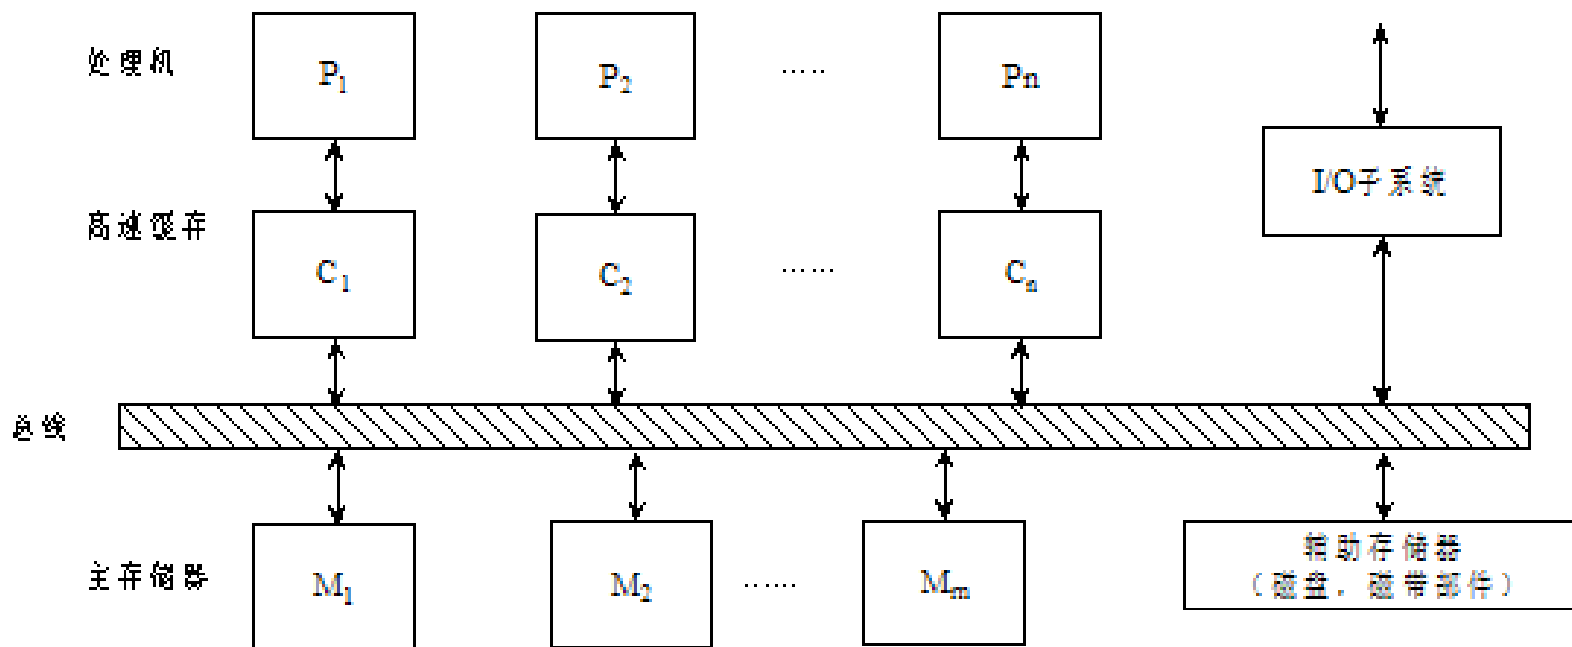 处理机
P1
P2
·····
Pn
I/O子系统
高速缓存
C1
C2
······
Cn
总线
主存储器
M1
M2
······
Mm
辅助存储器
（磁盘，磁带部件）